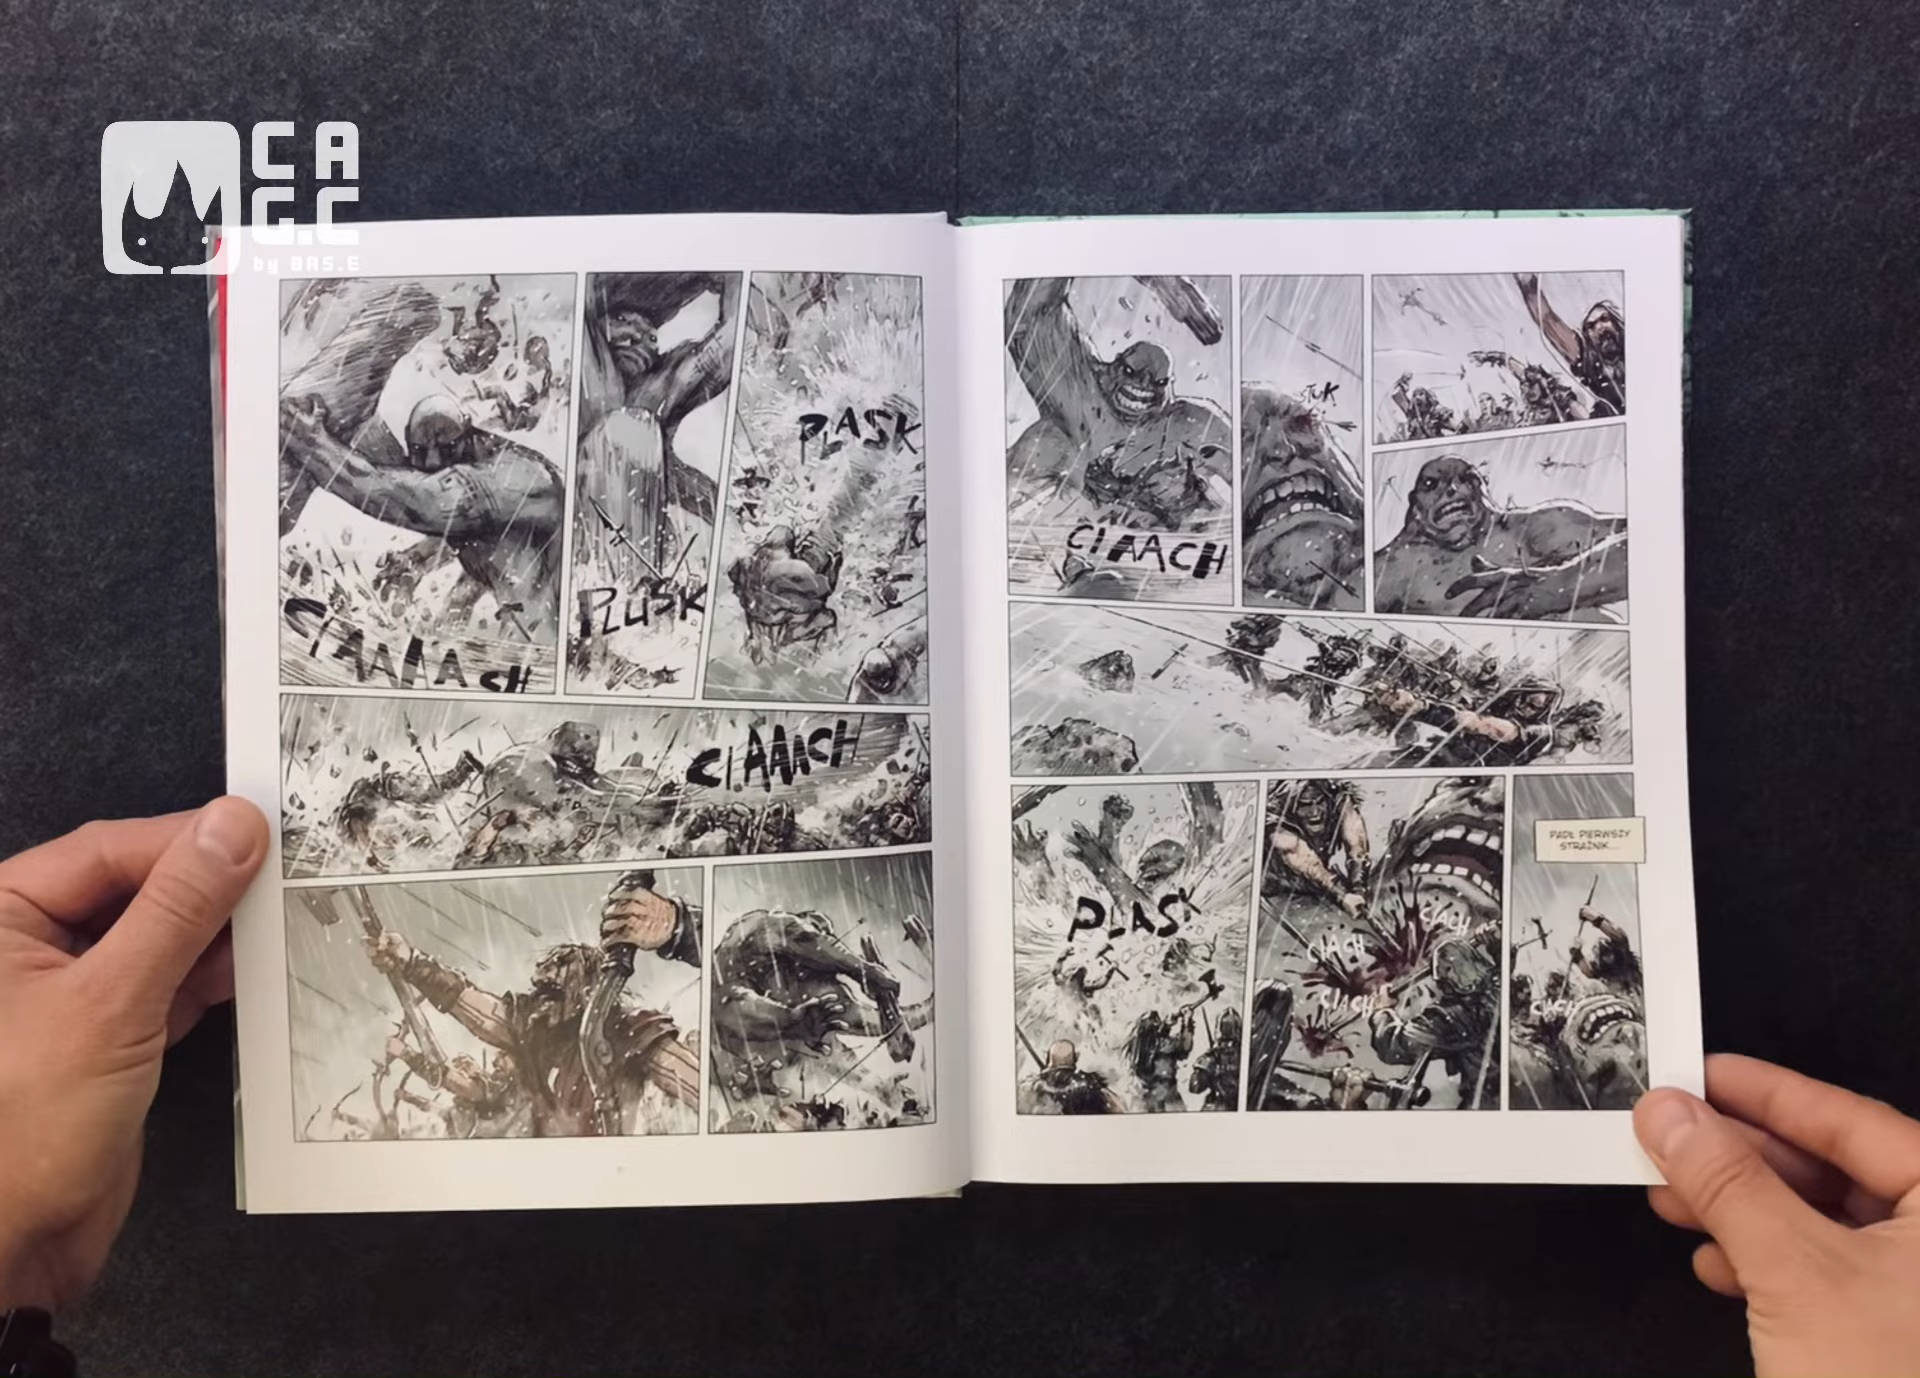 CA
G.C
by BAS.E
CIAAAACH
PLUSK
PLASK
CIAAACH
CIAACH
STUK
PLASK
CIACH
CIACH
CIACH
PADŁ PIERWSZY
STRAŻNIK...
CIACH